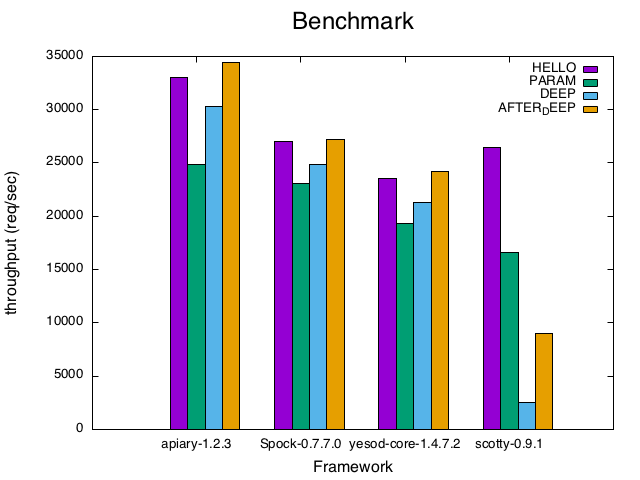 Benchmark
throughput (req/sec)
35000
30000
25000
20000
15000
10000
5000
0
HELLO
PARAM
DEEP
AFTER_DEEP
apiary-1.2.3 Spock-0.7.7.0 yesod-core-1.4.7.2 scotty-0.9.1
Framework